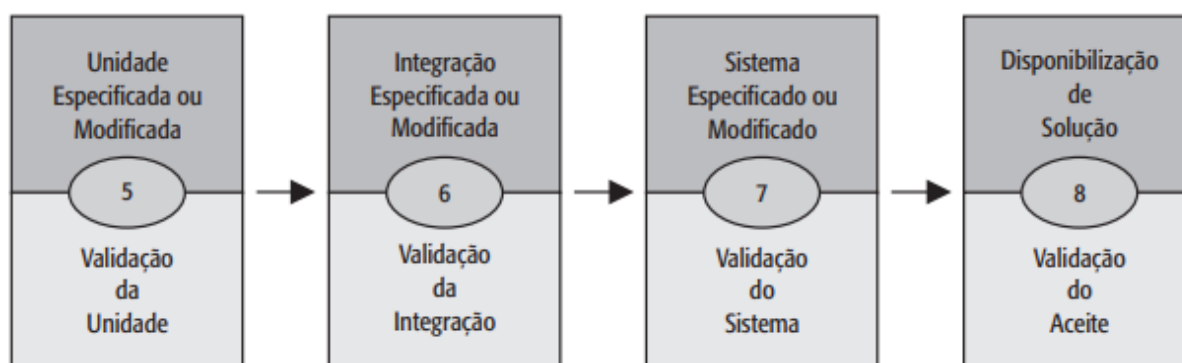 Unidade
Especificada ou
Modificada
5
Validação
da
Unidade
Integração
Especificada ou
Modificada
6
Validação
da
Integração
Sistema
Especificado ou
Modificado
7
Validação
do
Sistema
Disponibilização
de
Solução
8
Validação
do
Aceite